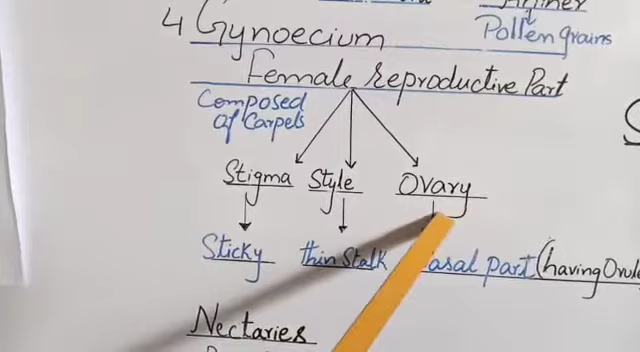 Pollen grains
4 Gynoecium
Female reproductive Part
Composed
of Carpels
Stigma Style Ovary
Sticky thin Stalk asal part (having Ovule
Nectaries